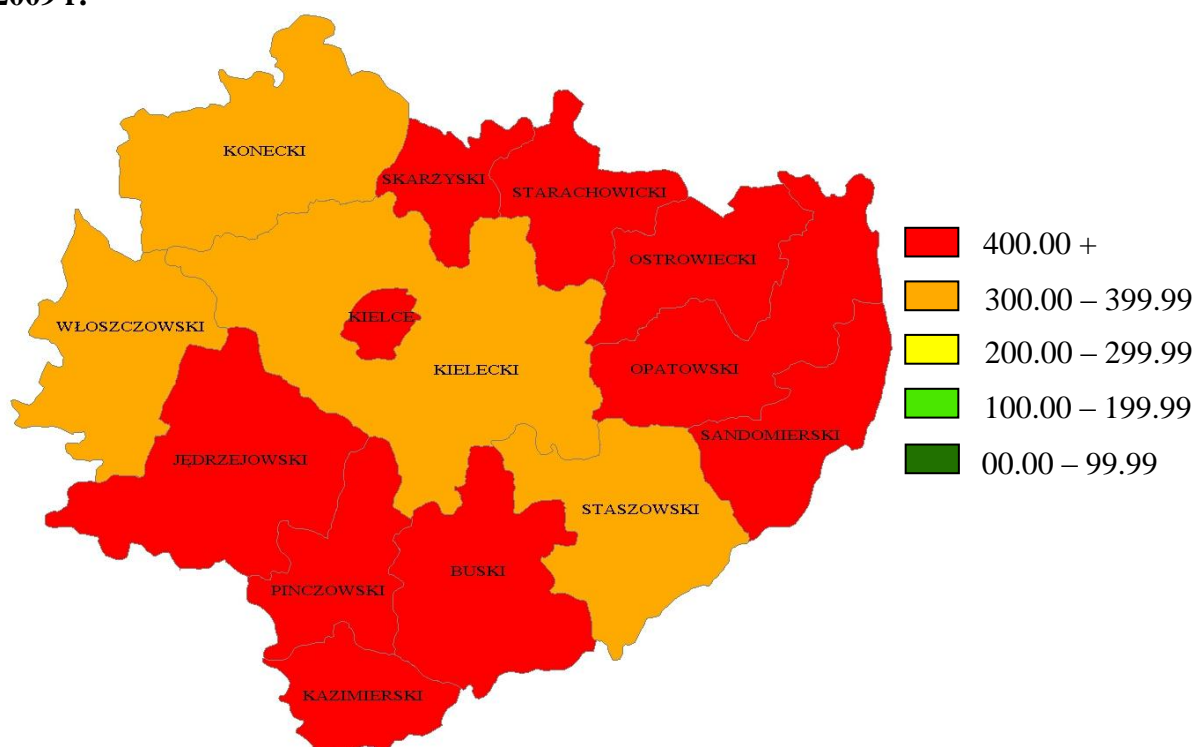 2009 r.
KONECKI
SKARŻYSKI
STARACHOWICKI
OSTROWIECKI
WŁOSZCZOWSKI
KIELCE
KIELECKI
OPATOWSKI
SANDOMIERSKI
JĘDRZEJOWSKI
STASZOWSKI
BUSKI
PINCZOWSKI
KAZIMIERSKI
400.00 +
300.00 – 399.99
200.00 – 299.99
100.00 – 199.99
00.00 – 99.99